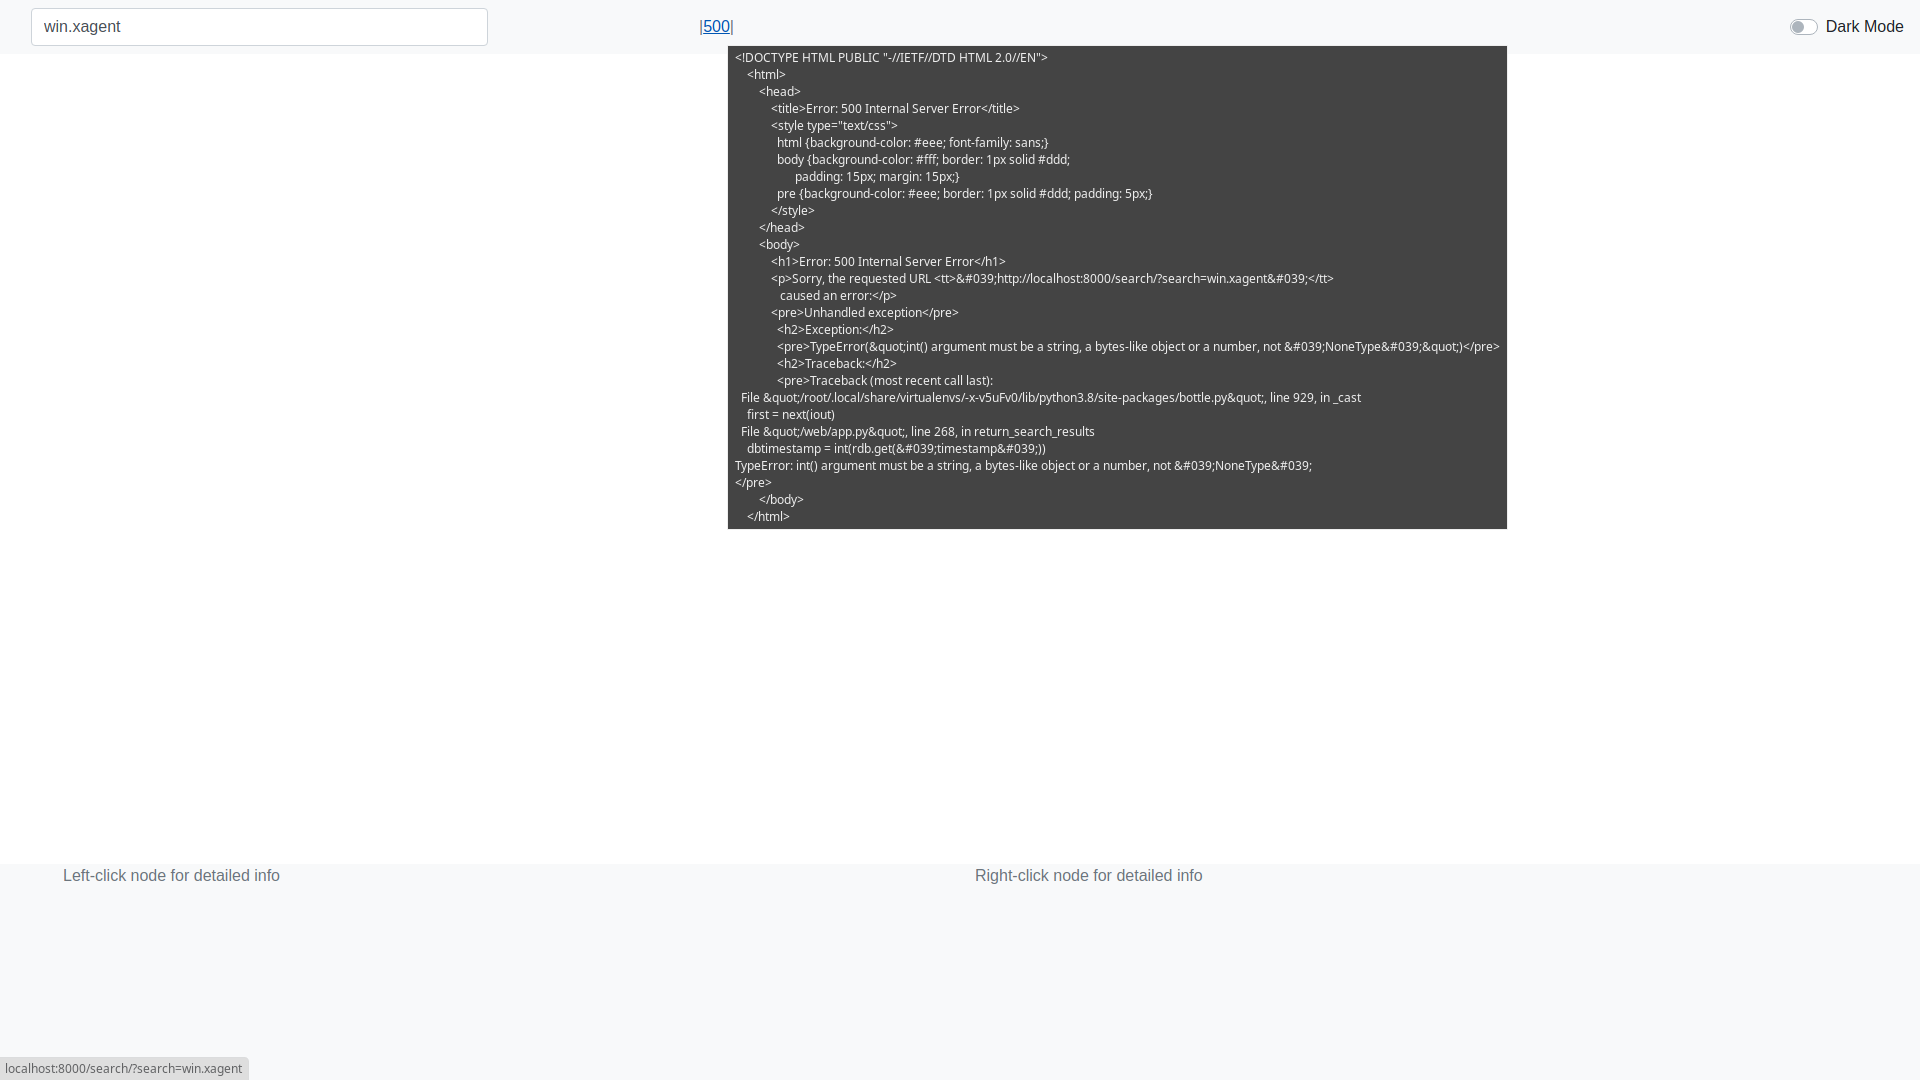 win.xagent
|500|
Dark Mode
<!DOCTYPE HTML PUBLIC "-//IETF//DTD HTML 2.0//EN">
<html>
<head>
<title>Error: 500 Internal Server Error</title>
<style type="text/css">
html {background-color: #eee; font-family: sans;}
body {background-color: #fff; border: 1px solid #ddd;
padding: 15px; margin: 15px;}
pre {background-color: #eee; border: 1px solid #ddd; padding: 5px;}
</style>
</head>
<body>
<h1>Error: 500 Internal Server Error</h1>
<p>Sorry, the requested URL <tt>&#039;http://localhost:8000/search/?search=win.xagent&#039;</tt>
caused an error:</p>
<pre>Unhandled exception</pre>
<h2>Exception:</h2>
<pre>TypeError(&quot;int() argument must be a string, a bytes-like object or a number, not &#039;NoneType&#039;&quot;)</pre>
<h2>Traceback:</h2>
<pre>Traceback (most recent call last):
File &quot;/root/.local/share/virtualenvs/-x-v5uFv0/lib/python3.8/site-packages/bottle.py&quot;, line 929, in _cast
first = next(iout)
File &quot;/web/app.py&quot;, line 268, in return_search_results
dbtimestamp = int(rdb.get(&#039;timestamp&#039;))
TypeError: int() argument must be a string, a bytes-like object or a number, not &#039;NoneType&#039;
</pre>
</body>
</html>
Left-click node for detailed info
Right-click node for detailed info
localhost:8000/search/?search=win.xagent